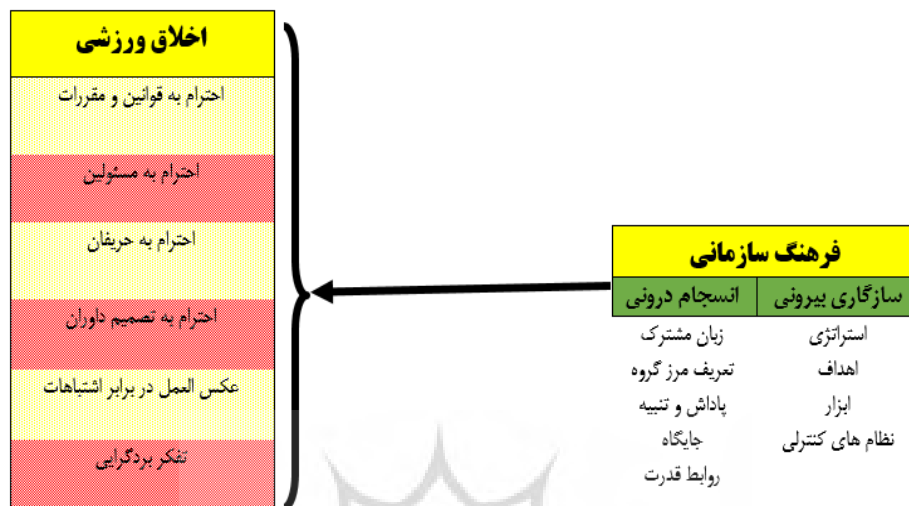 فرهنگ سازمانی
سازگاری بیرونی
استراتژی
اهداف
ابزار
نظام های کنترلی
انسجام درونی
زبان مشترک
تعریف مرز گروه
پاداش و تنبیه
جایگاه
روابط قدرت
اخلاق ورزشی
احترام به قوانین و مقررات
احترام به مسئولین
احترام به حریفان
احترام به تصمیم داوران
عکس العمل در برابر اشتباهات
تفکر بردگرایی